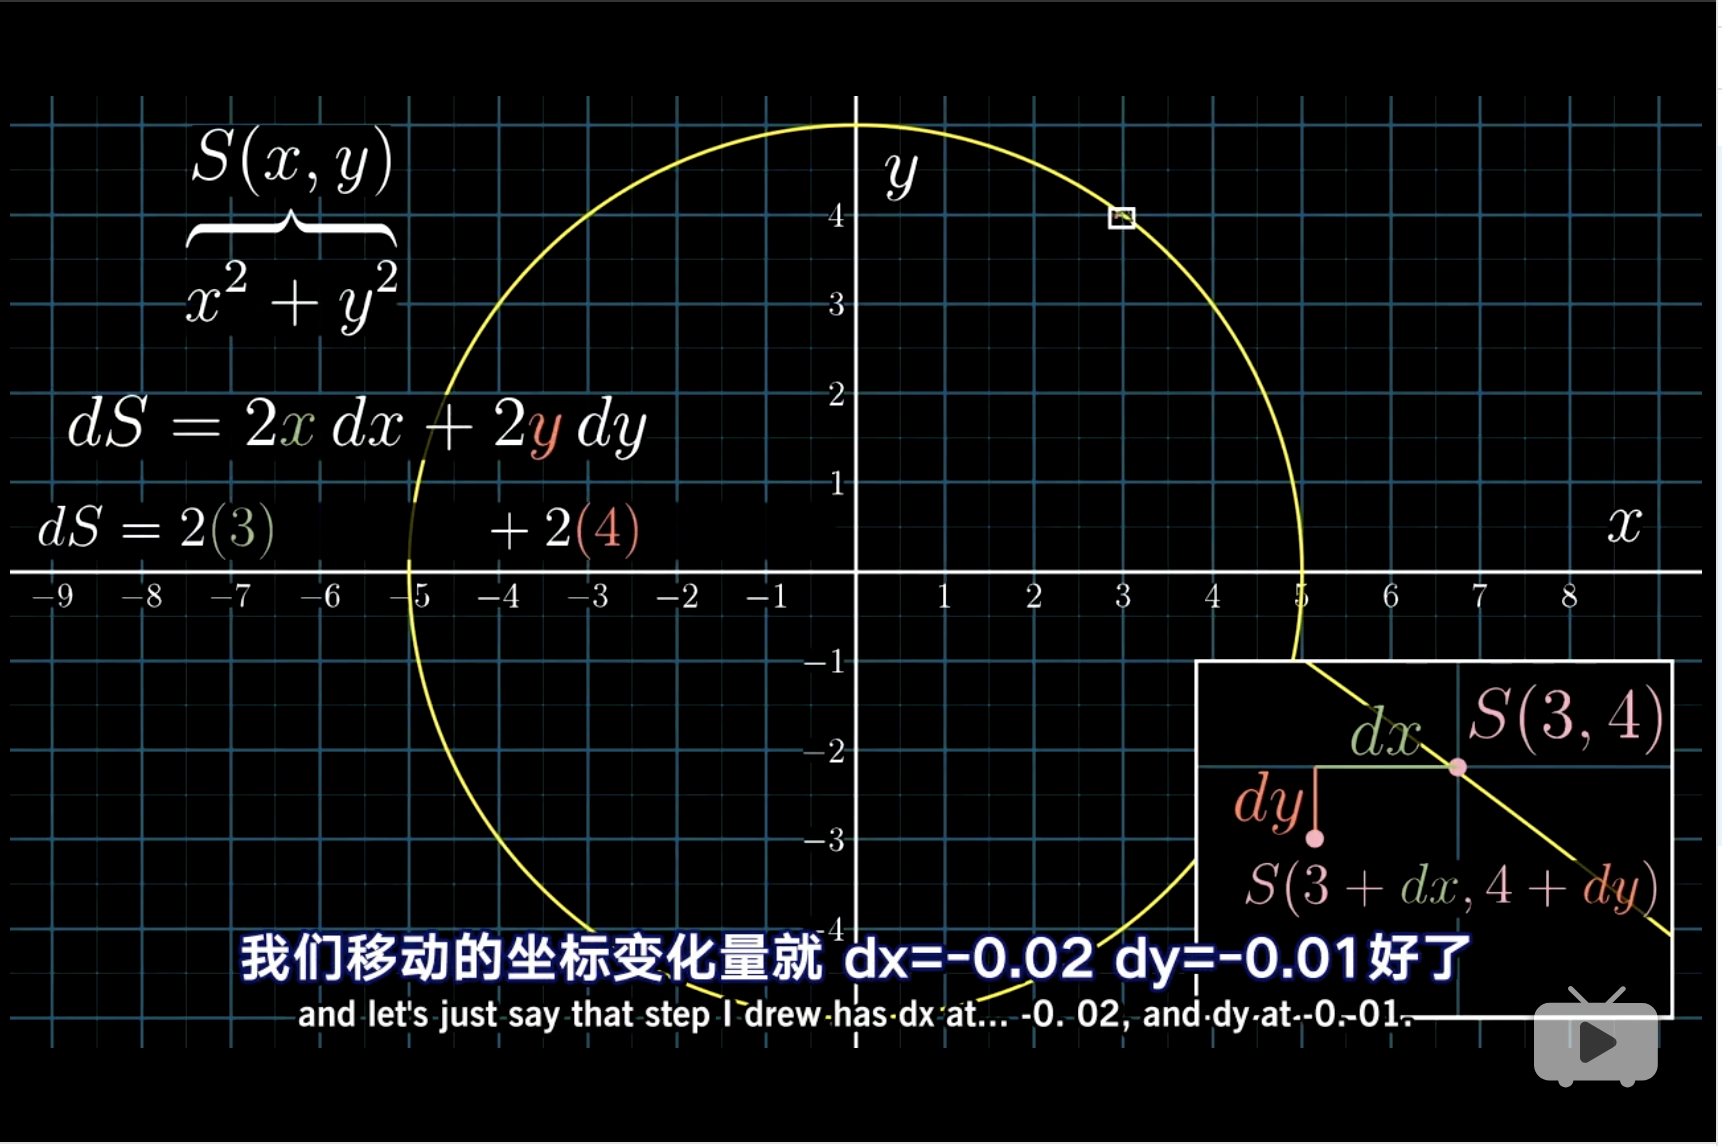 S(x, y)
x² + y²
dS = 2x dx + 2y dy
dS = 2(3) + 2(4)
y
x
4
3
2
1
−9 −8 −7 −6 −5 −4 −3 −2 −1 1 2 3 4 5 6 7 8
−1
−2
−3
−4
S(3, 4)
dx
dy
S(3 + dx, 4 + dy)
我们移动的坐标变化量就 dx=-0.02 dy=-0.01好了
and let's just say that step I drew has dx at... -0. 02, and dy at -0. 01.